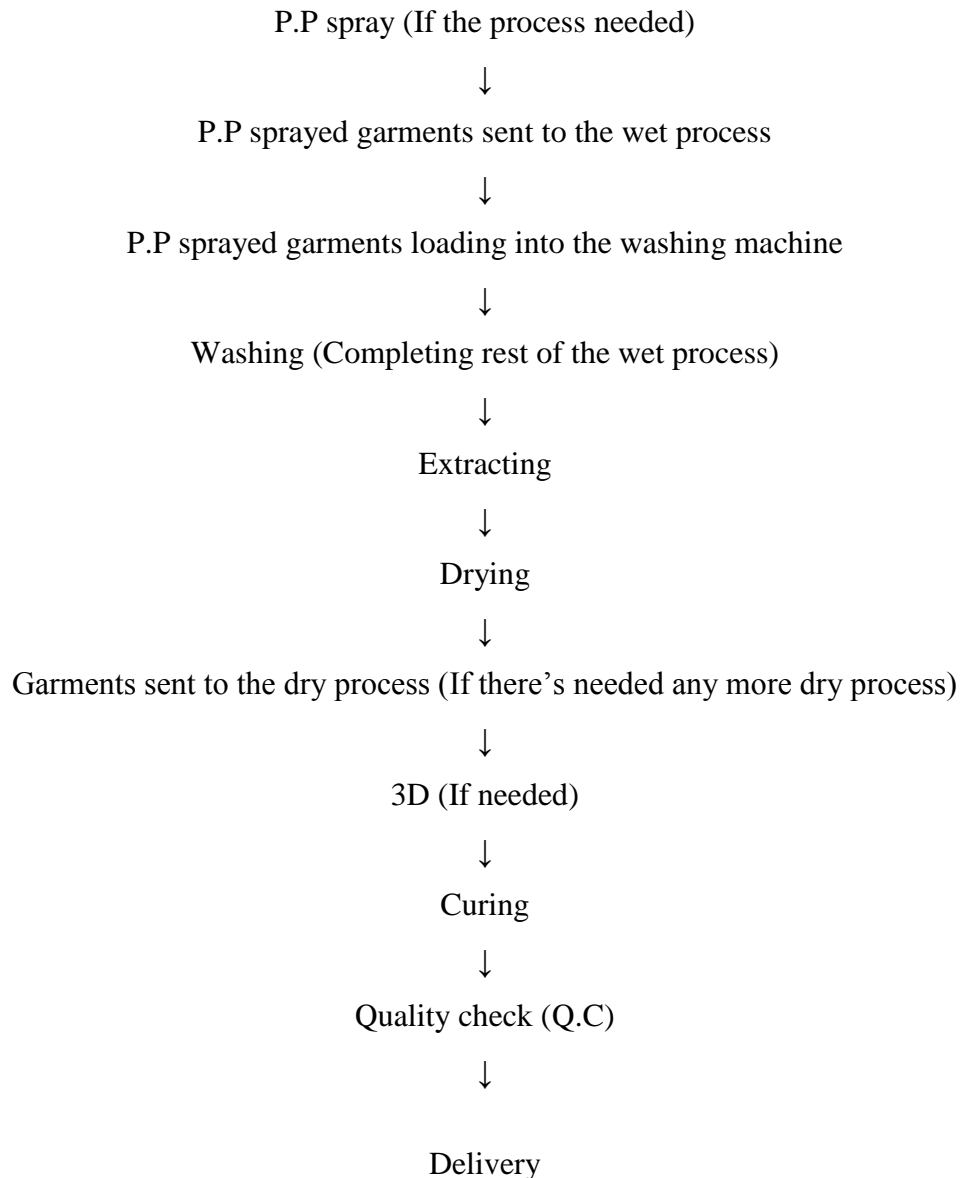 P.P spray (If the process needed)
↓
P.P sprayed garments sent to the wet process
↓
P.P sprayed garments loading into the washing machine
↓
Washing (Completing rest of the wet process)
↓
Extracting
↓
Drying
↓
Garments sent to the dry process (If there’s needed any more dry process)
↓
3D (If needed)
↓
Curing
↓
Quality check (Q.C)
↓
Delivery